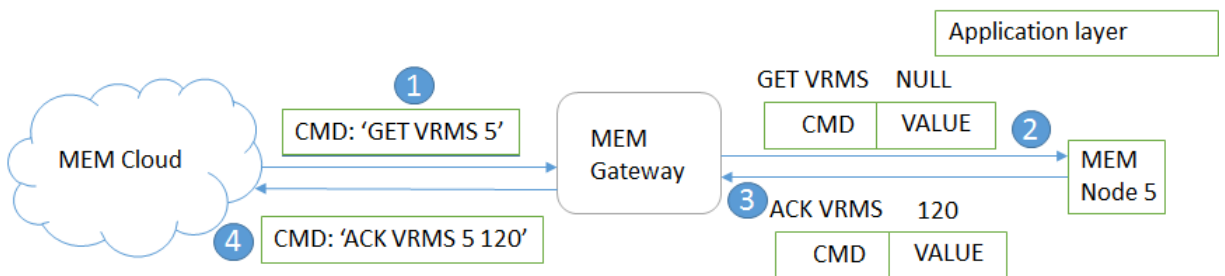 Application layer
1
GET VRMS NULL
CMD: 'GET VRMS 5'
CMD VALUE
2
MEM Cloud
MEM
Gateway
MEM
Node 5
3
ACK VRMS 120
4
CMD: 'ACK VRMS 5 120'
CMD VALUE